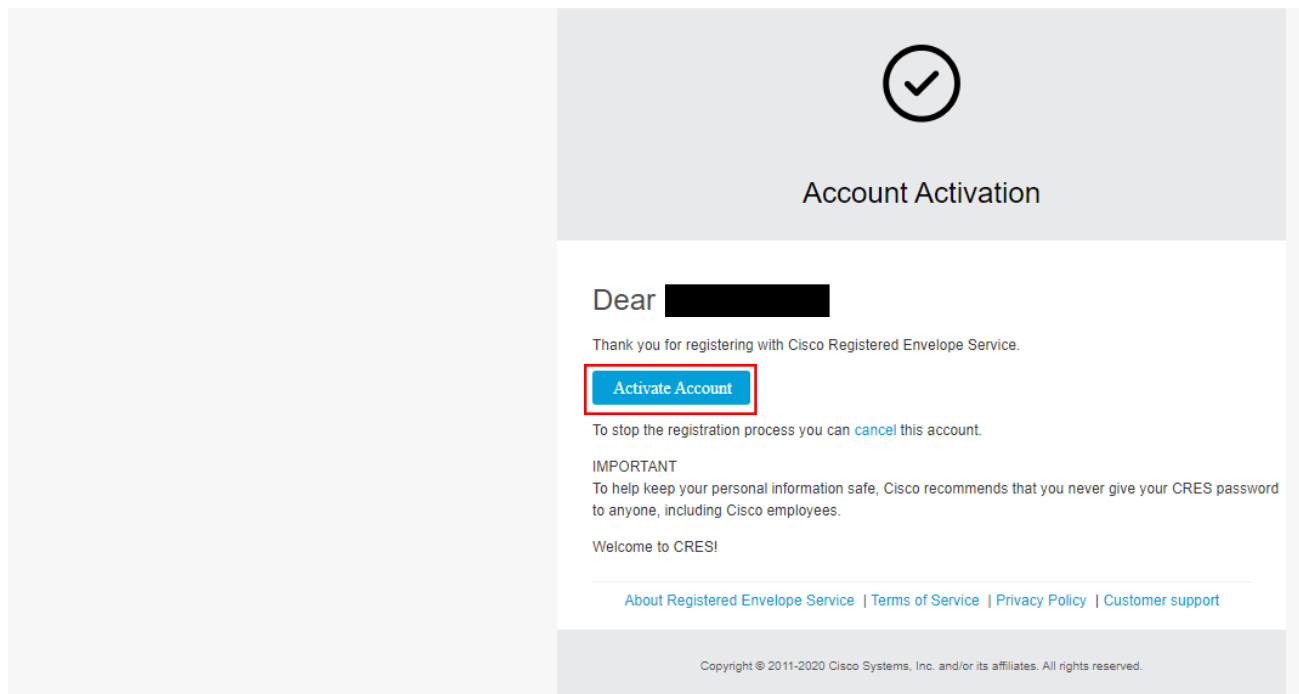 Account Activation
Dear
Thank you for registering with Cisco Registered Envelope Service.
Activate Account
To stop the registration process you can cancel this account.
IMPORTANT
To help keep your personal information safe, Cisco recommends that you never give your CRES password
to anyone, including Cisco employees.
Welcome to CRES!
About Registered Envelope Service | Terms of Service | Privacy Policy | Customer support
Copyright © 2011-2020 Cisco Systems, Inc. and/or its affiliates. All rights reserved.